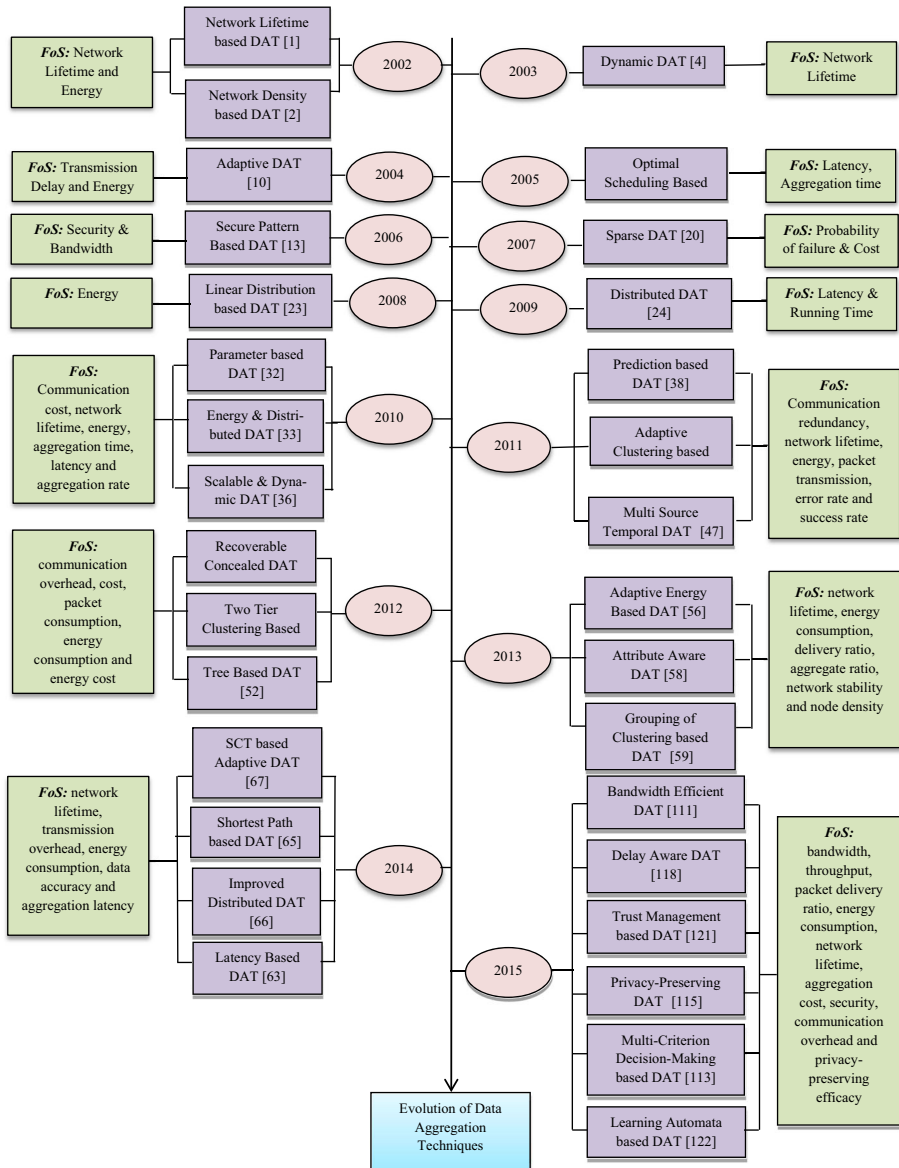 Network Lifetime
based DAT [1]
FoS: Network
Lifetime and
Energy
Network Density
based DAT [2]
2002
2003
Dynamic DAT [4]
FoS: Network
Lifetime
FoS: Transmission
Delay and Energy
Adaptive DAT
[10]
2004
2005
Optimal
Scheduling Based
FoS: Latency,
Aggregation time
FoS: Security &
Bandwidth
Secure Pattern
Based DAT [13]
2006
2007
Sparse DAT [20]
FoS: Probability
of failure & Cost
FoS: Energy
Linear Distribution
based DAT [23]
2008
2009
Distributed DAT
[24]
FoS: Latency &
Running Time
FoS:
Communication
cost, network
lifetime, energy,
aggregation time,
latency and
aggregation rate
Parameter based
DAT [32]
Energy & Distri-
buted DAT [33]
Scalable & Dyna-
mic DAT [36]
2010
2011
Prediction based
DAT [38]
Adaptive
Clustering based
Multi Source
Temporal DAT [47]
FoS:
Communication
redundancy,
network lifetime,
energy, packet
transmission,
error rate and
success rate
FoS:
communication
overhead, cost,
packet
consumption,
energy
consumption and
energy cost
Recoverable
Concealed DAT
Two Tier
Clustering Based
Tree Based DAT
[52]
2012
2013
Adaptive Energy
Based DAT [56]
Attribute Aware
DAT [58]
Grouping of
Clustering based
DAT [59]
FoS: network
lifetime, energy
consumption,
delivery ratio,
aggregate ratio,
network stability
and node density
FoS: network
lifetime,
transmission
overhead, energy
consumption, data
accuracy and
aggregation latency
SCT based
Adaptive DAT
[67]
Shortest Path
based DAT [65]
Improved
Distributed DAT
[66]
Latency Based
DAT [63]
2014
2015
Bandwidth Efficient
DAT [111]
Delay Aware DAT
[118]
Trust Management
based DAT [121]
Privacy-Preserving
DAT [115]
Multi-Criterion
Decision-Making
based DAT [113]
Learning Automata
based DAT [122]
FoS:
bandwidth,
throughput,
packet delivery
ratio, energy
consumption,
network
lifetime,
aggregation
cost, security,
communication
overhead and
privacy-
preserving
efficacy
Evolution of Data
Aggregation
Techniques